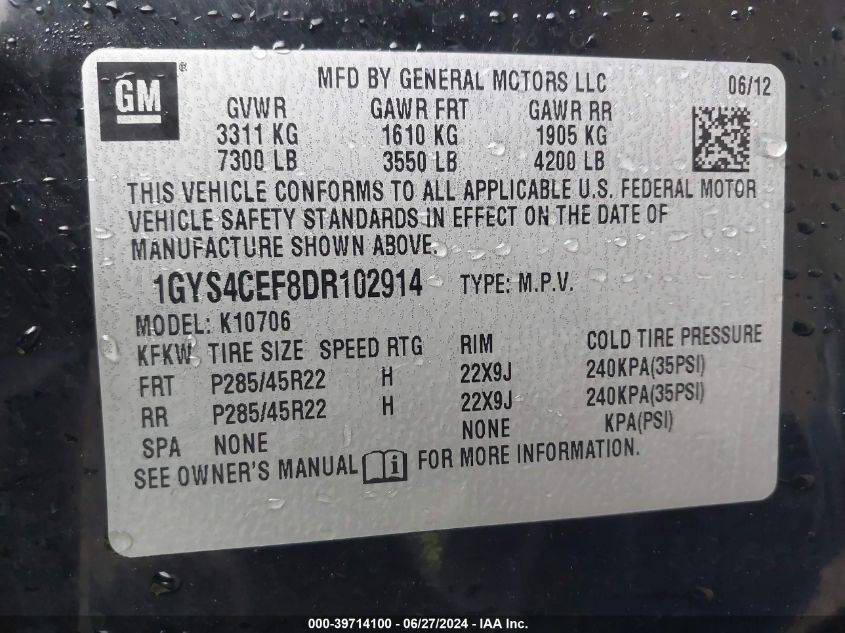 GM ®
MFD BY GENERAL MOTORS LLC 06/12
GVWR GAWR FRT GAWR RR
3311 KG 1610 KG 1905 KG
7300 LB 3550 LB 4200 LB
THIS VEHICLE CONFORMS TO ALL APPLICABLE U.S. FEDERAL MOTOR
VEHICLE SAFETY STANDARDS IN EFFECT ON THE DATE OF
MANUFACTURE SHOWN ABOVE.
1GYS4CEF8DR102914 TYPE: M.P.V.
MODEL: K10706
KFKW TIRE SIZE SPEED RTG RIM COLD TIRE PRESSURE
FRT P285/45R22 H 22X9J 240KPA(35PSI)
RR P285/45R22 H 22X9J 240KPA(35PSI)
SPA NONE NONE KPA(PSI)
SEE OWNER'S MANUAL i FOR MORE INFORMATION.
000-39714100 - 06/27/2024 - IAA Inc.